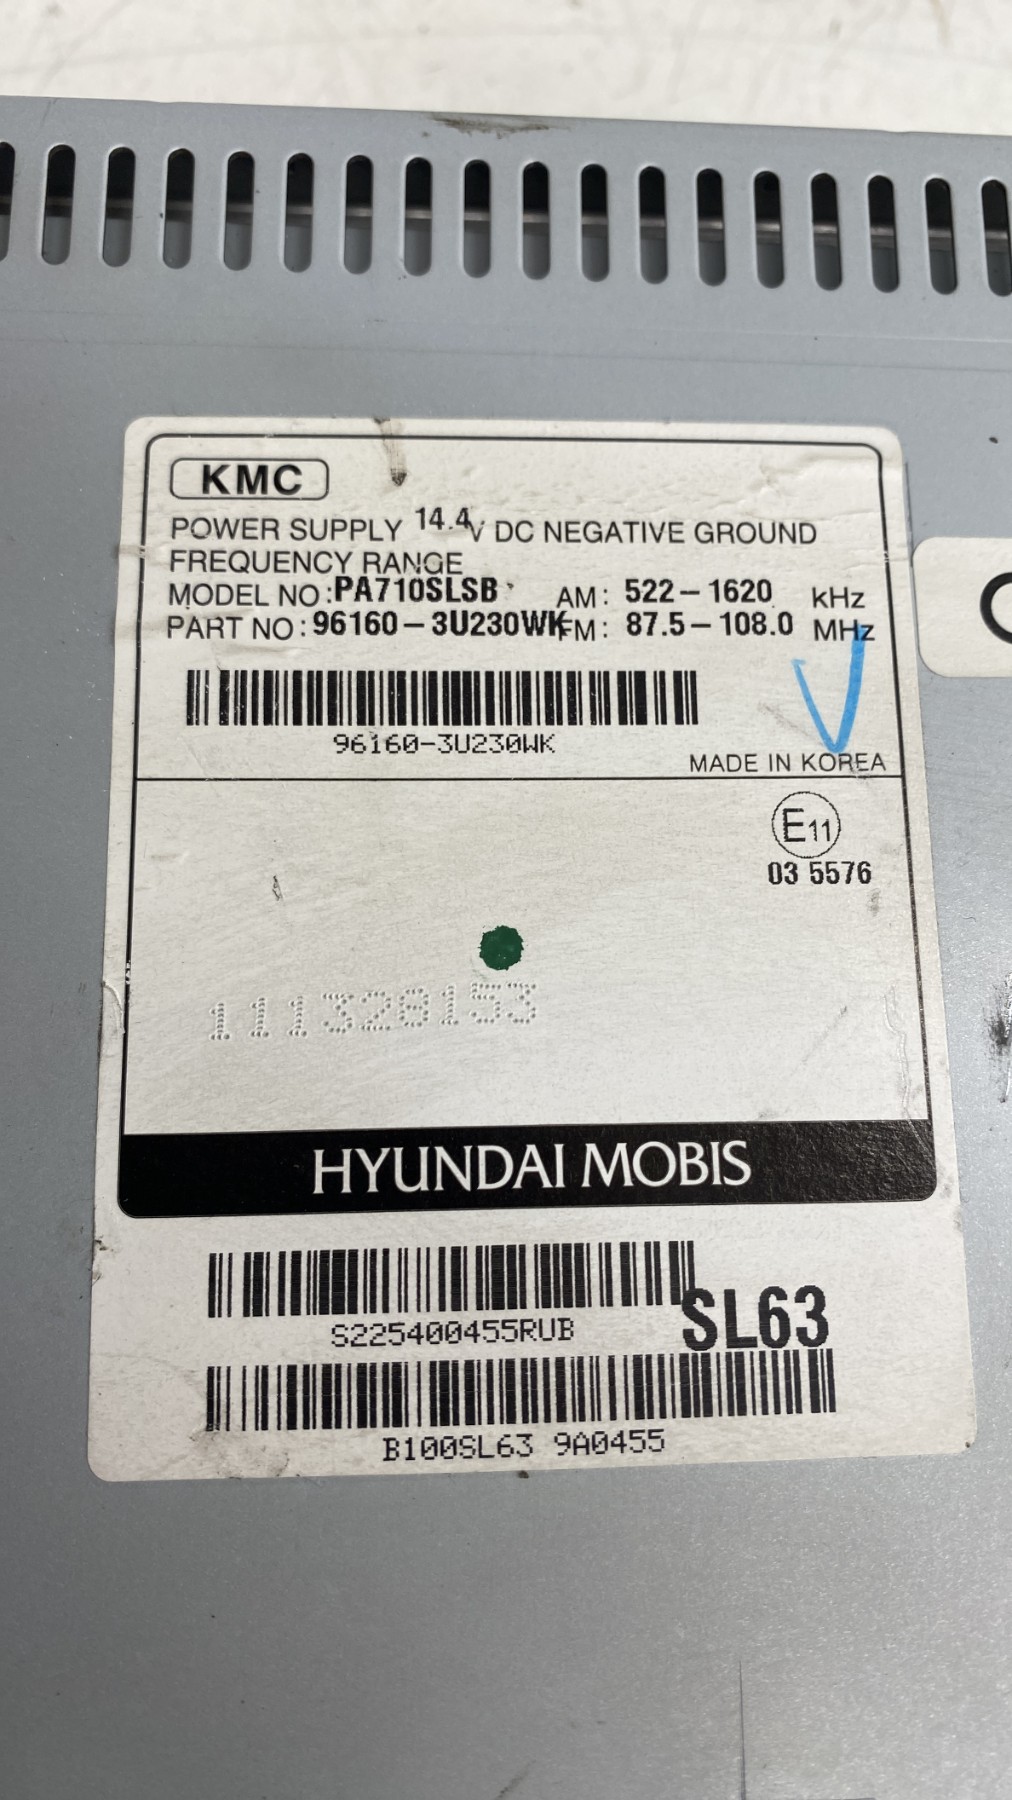 KMC
POWER SUPPLY 14.4V DC NEGATIVE GROUND
FREQUENCY RANGE
MODEL NO: PA710SLSB AM: 522-1620 kHz
PART NO: 96160-3U230WK FM: 87.5-108.0 MHz
96160-3U230WK
MADE IN KOREA
E11
03 5576
111328153
HYUNDAI MOBIS
S225400455RUB
SL63
B100SL63 9A0455